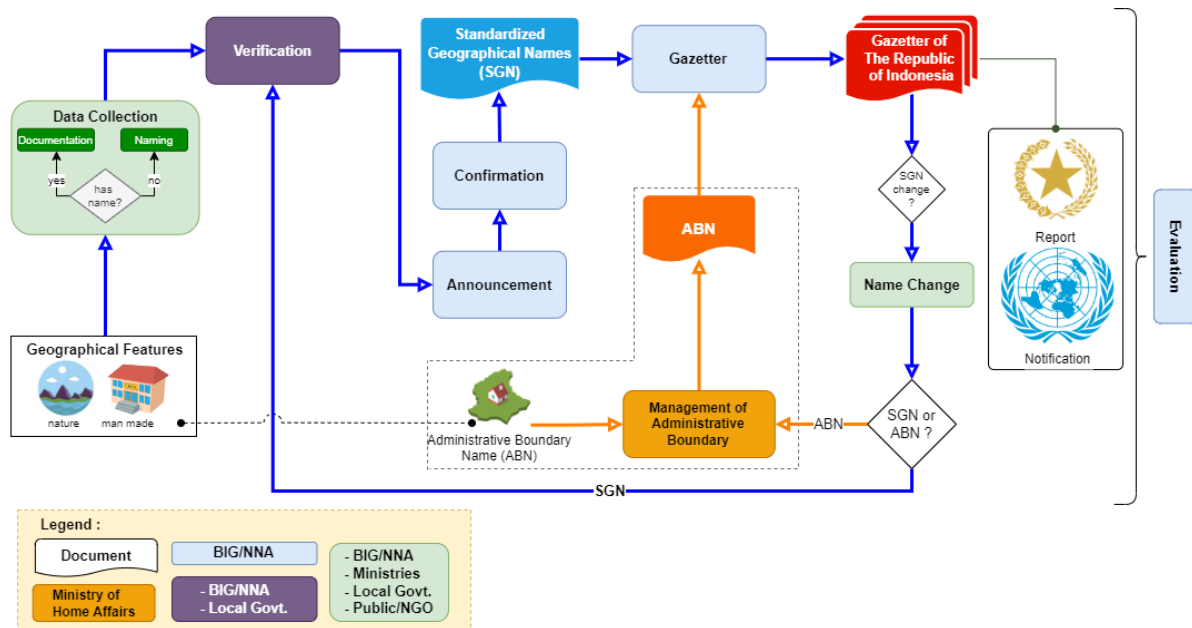 Verification
Standardized
Geographical Names
(SGN)
Gazetter
Gazetter of
The Republic
of Indonesia
Data Collection
Documentation
Naming
yes
no
has
name?
Confirmation
Announcement
ABN
SGN
change
?
Name Change
Report
Notification
Evaluation
Geographical Features
nature
man made
Administrative Boundary
Name (ABN)
Management of
Administrative
Boundary
ABN
SGN or
ABN ?
SGN
Legend :
Document
BIG/NNA
Ministry of
Home Affairs
- BIG/NNA
- Local Govt.
- BIG/NNA
- Ministries
- Local Govt.
- Public/NGO